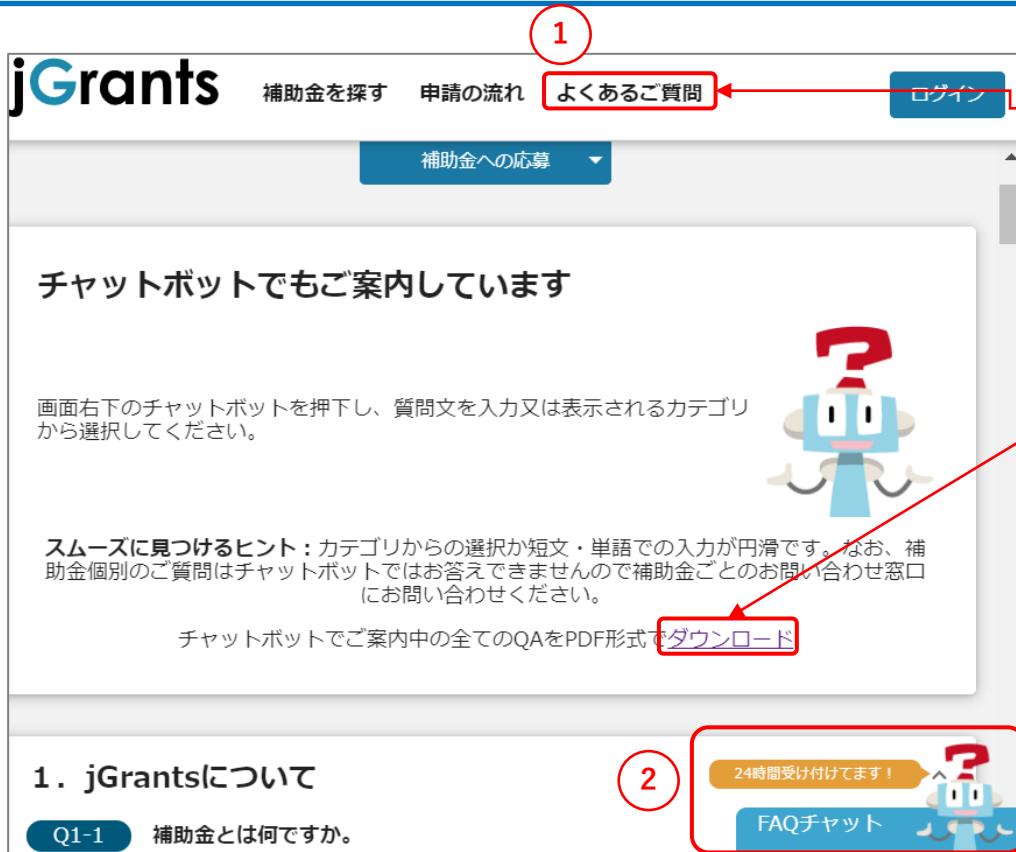 1
jGrants 補助金を探す 申請の流れ よくあるご質問 ログイン
補助金への応募
チャットボットでもご案内しています
画面右下のチャットボットを押下し、質問文を入力又は表示されるカテゴリ
から選択してください。
スムーズに見つけるヒント：カテゴリからの選択か短文・単語での入力が円滑です。なお、補
助金個別のご質問はチャットボットではお答えできませんので補助金ごとのお問い合わせ窓口
にお問い合わせください。
チャットボットでご案内中の全てのQAをPDF形式でダウンロード
1．jGrantsについて
2
24時間受け付けてます！
Q1-1 補助金とは何ですか。
FAQチャット